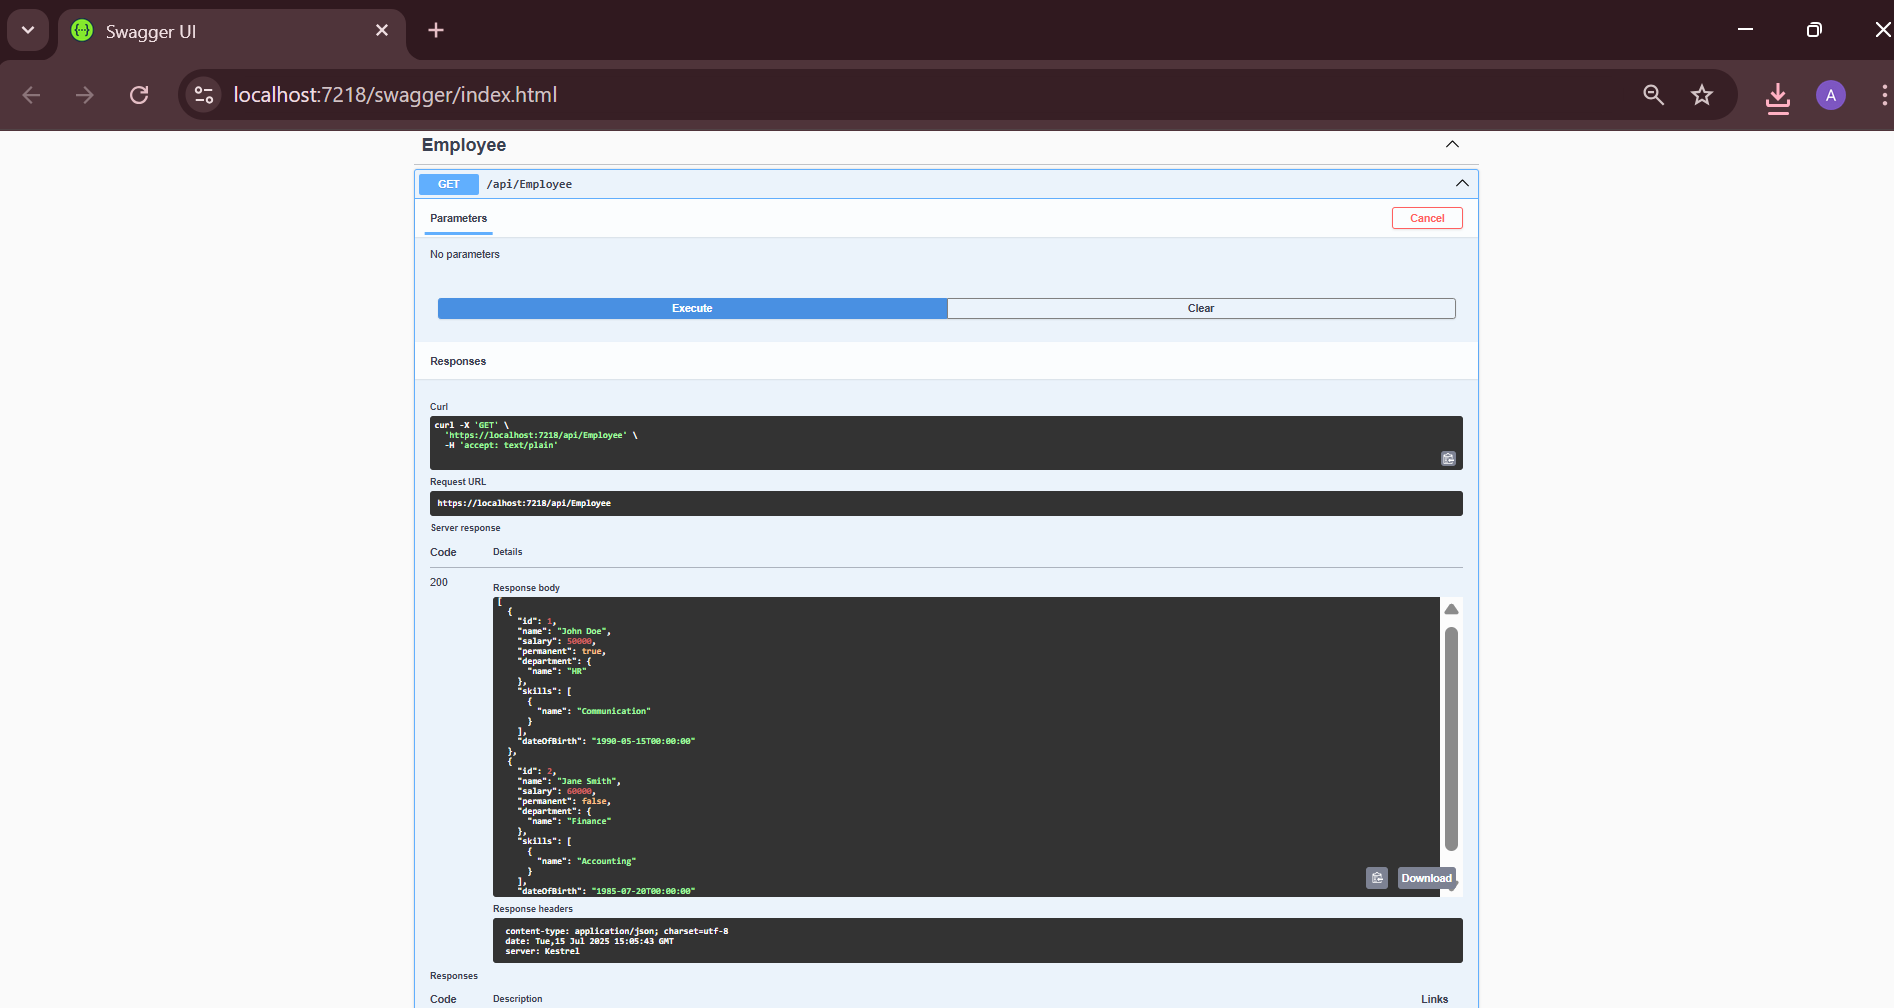 Swagger UI
localhost:7218/swagger/index.html
A
Employee
GET /api/Employee
Parameters
Cancel
No parameters
Execute
Clear
Responses
Curl
curl -X 'GET' \
'https://localhost:7218/api/Employee' \
-H 'accept: text/plain'
Request URL
https://localhost:7218/api/Employee
Server response
Code Details
200
Response body
[
{
"id": 1,
"name": "John Doe",
"salary": 50000,
"permanent": true,
"department": {
"name": "HR"
},
"skills": [
{
"name": "Communication"
}
],
"dateOfBirth": "1990-05-15T00:00:00"
},
{
"id": 2,
"name": "Jane Smith",
"salary": 60000,
"permanent": false,
"department": {
"name": "Finance"
},
"skills": [
{
"name": "Accounting"
}
],
"dateOfBirth": "1985-07-20T00:00:00"
Download
Response headers
content-type: application/json; charset=utf-8
date: Tue,15 Jul 2025 15:05:43 GMT
server: Kestrel
Responses
Code Description Links